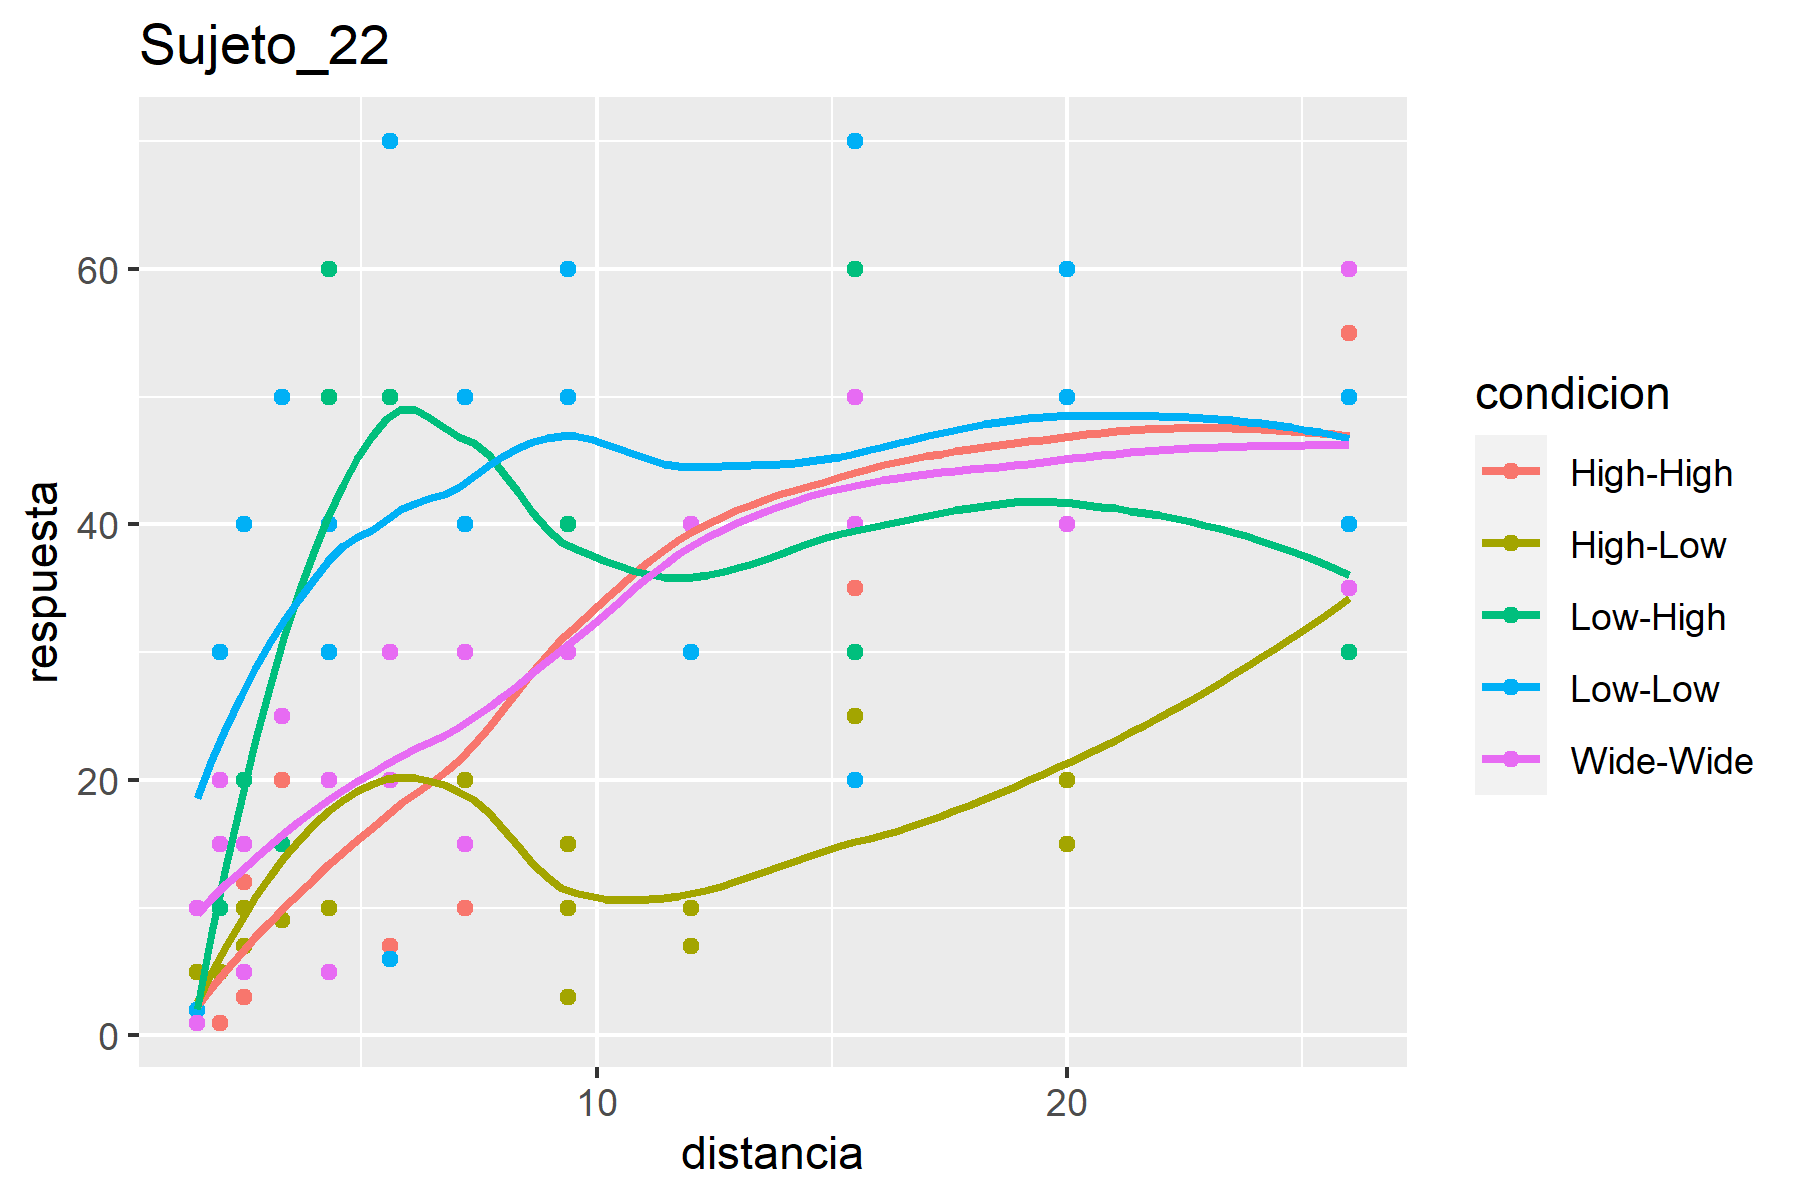 Sujeto_22
respuesta
60
40
20
0
10 20
distancia
condicion
High-High
High-Low
Low-High
Low-Low
Wide-Wide